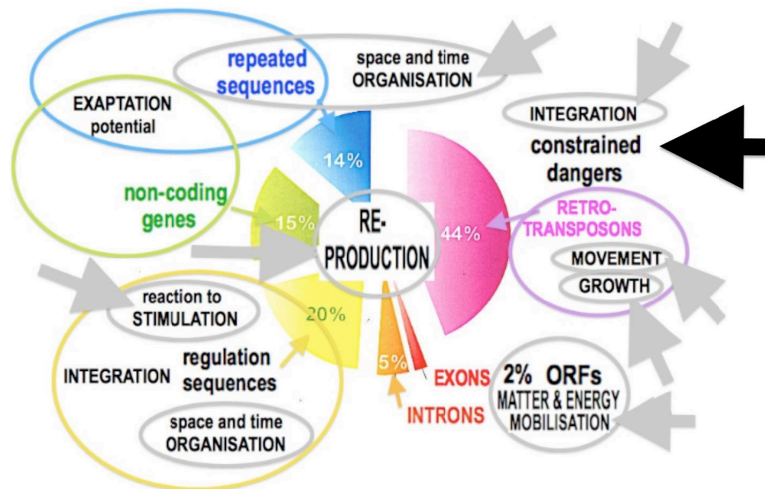 repeated
sequences
space and time
ORGANISATION
EXAPTATION
potential
INTEGRATION
constrained
dangers
14%
non-coding
genes
15%
RE-
PRODUCTION
44%
RETRO-
TRANSPOSONS
MOVEMENT
GROWTH
reaction to
STIMULATION
20%
INTEGRATION
regulation
sequences
5%
EXONS
INTRONS
2% ORFs
MATTER & ENERGY
MOBILISATION
space and time
ORGANISATION